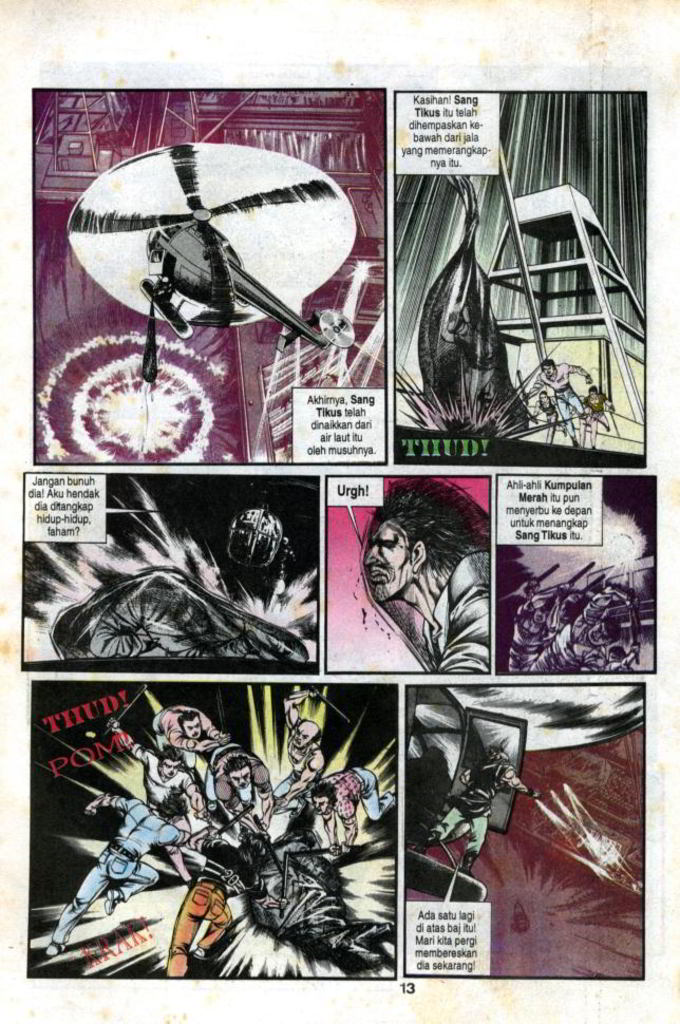 Akhirnya, Sang
Tikus telah
dinaikkan dari
air laut itu
oleh musuhnya.
Kasihan! Sang
Tikus itu telah
dihempaskan ke-
bawah dari jala
yang memerangkap-
nya itu.
THUD!
Jangan bunuh
dia! Aku hendak
dia ditangkap
hidup-hidup,
faham?
Urgh!
Ahli-ahli Kumpulan
Merah itu pun
menyerbu ke depan
untuk menangkap
Sang Tikus itu.
THUD!
POM!
KRAK!
Ada satu lagi
di atas baj itu!
Mari kita pergi
membereskan
dia sekarang!
13